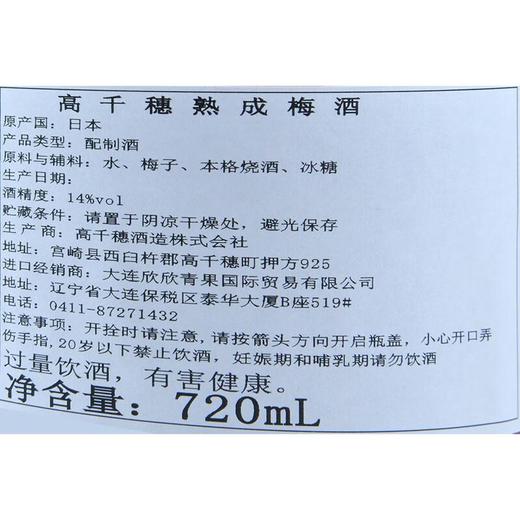 高千穗熟成梅酒
原产国：日本
产品类型：配制酒
原料与辅料：水、梅子、本格烧酒、冰糖
生产日期：
酒精度：14%vol
贮藏条件：请置于阴凉干燥处，避光保存
生产商：高千穗酒造株式会社
地址：宫崎县西臼杵郡高千穗町押方925
进口经销商：大连欣欣青果国际贸易有限公司
地址：辽宁省大连保税区泰华大厦B座519#
电话：0411-87271432
注意事项：开拴时请注意，请按箭头方向开启瓶盖，小心开口弄
伤手指，20岁以下禁止饮酒，妊娠期和哺乳期请勿饮酒
过量饮酒，有害健康。
净含量：720mL